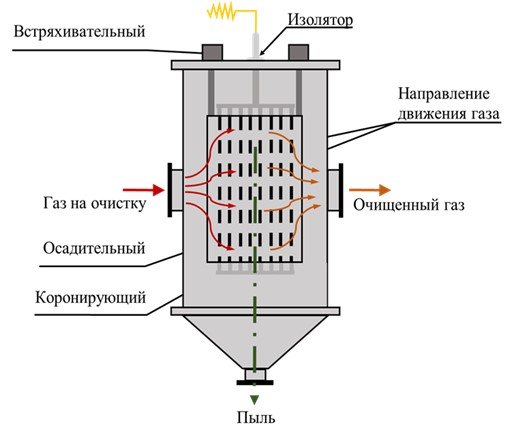 Изолятор
Встряхивательный
Направление
движения газа
Газ на очистку
Очищенный газ
Осадительный
Коронирующий
Пыль